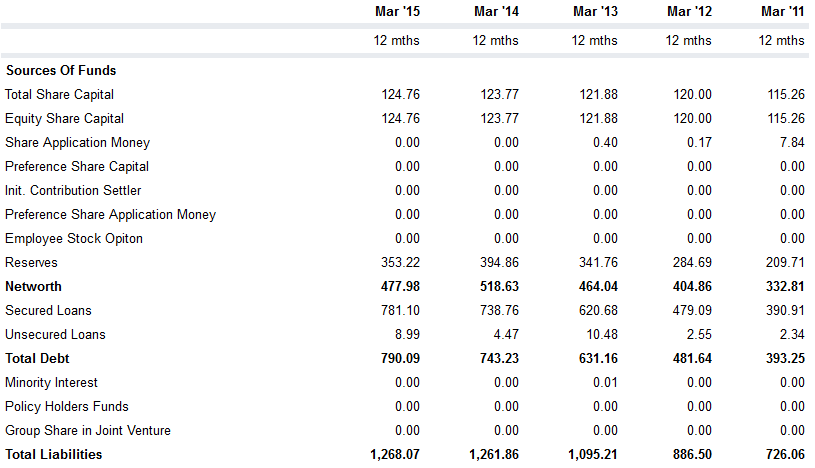 Mar '15 Mar '14 Mar '13 Mar '12 Mar '11
12 mths 12 mths 12 mths 12 mths 12 mths
Sources Of Funds
Total Share Capital 124.76 123.77 121.88 120.00 115.26
Equity Share Capital 124.76 123.77 121.88 120.00 115.26
Share Application Money 0.00 0.00 0.40 0.17 7.84
Preference Share Capital 0.00 0.00 0.00 0.00 0.00
Init. Contribution Settler 0.00 0.00 0.00 0.00 0.00
Preference Share Application Money 0.00 0.00 0.00 0.00 0.00
Employee Stock Opiton 0.00 0.00 0.00 0.00 0.00
Reserves 353.22 394.86 341.76 284.69 209.71
Networth 477.98 518.63 464.04 404.86 332.81
Secured Loans 781.10 738.76 620.68 479.09 390.91
Unsecured Loans 8.99 4.47 10.48 2.55 2.34
Total Debt 790.09 743.23 631.16 481.64 393.25
Minority Interest 0.00 0.00 0.01 0.00 0.00
Policy Holders Funds 0.00 0.00 0.00 0.00 0.00
Group Share in Joint Venture 0.00 0.00 0.00 0.00 0.00
Total Liabilities 1,268.07 1,261.86 1,095.21 886.50 726.06